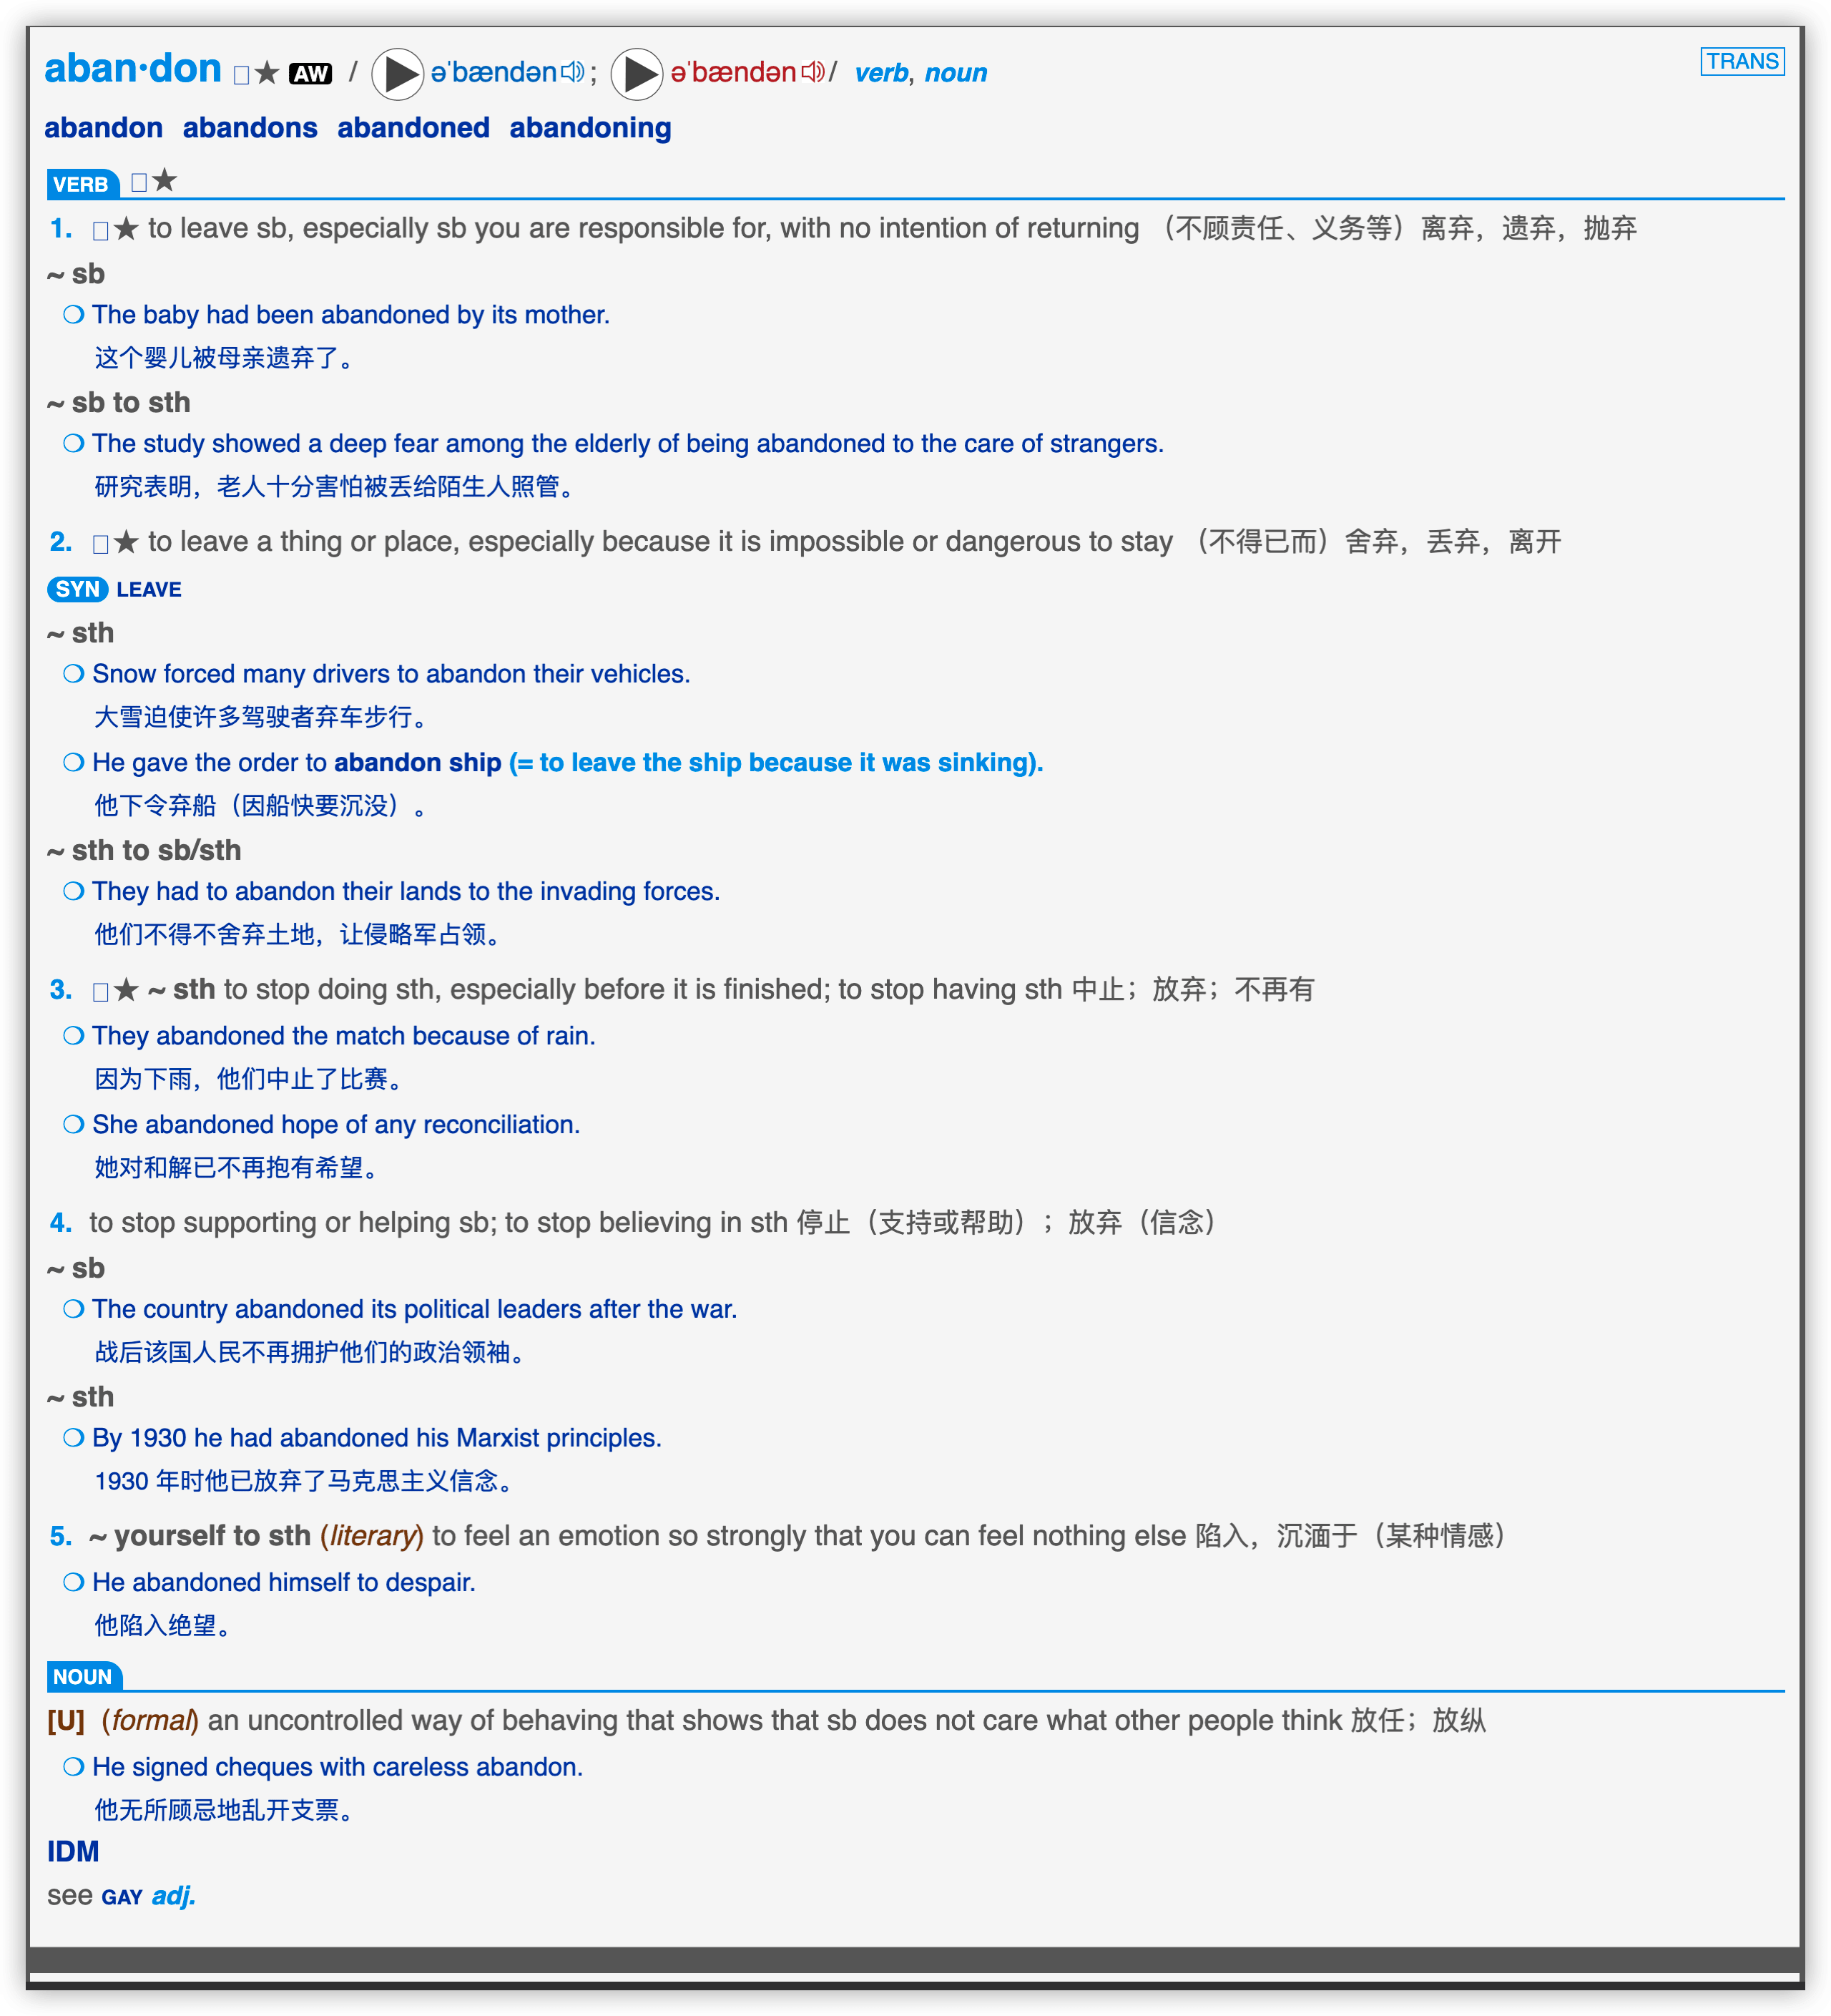 aban·don ★ AW / əˈbændən ; əˈbændən / verb, noun TRANS
abandon abandons abandoned abandoning
VERB ★
1. ★ to leave sb, especially sb you are responsible for, with no intention of returning （不顾责任、义务等）离弃，遗弃，抛弃
~ sb
The baby had been abandoned by its mother.
这个婴儿被母亲遗弃了。
~ sb to sth
The study showed a deep fear among the elderly of being abandoned to the care of strangers.
研究表明，老人十分害怕被丢给陌生人照管。
2. ★ to leave a thing or place, especially because it is impossible or dangerous to stay （不得已而）舍弃，丢弃，离开
SYN LEAVE
~ sth
Snow forced many drivers to abandon their vehicles.
大雪迫使许多驾驶者弃车步行。
He gave the order to abandon ship (= to leave the ship because it was sinking).
他下令弃船（因船快要沉没）。
~ sth to sb/sth
They had to abandon their lands to the invading forces.
他们不得不舍弃土地，让侵略军占领。
3. ★ ~ sth to stop doing sth, especially before it is finished; to stop having sth 中止；放弃；不再有
They abandoned the match because of rain.
因为下雨，他们中止了比赛。
She abandoned hope of any reconciliation.
她对和解已不再抱有希望。
4. to stop supporting or helping sb; to stop believing in sth 停止（支持或帮助）；放弃（信念）
~ sb
The country abandoned its political leaders after the war.
战后该国人民不再拥护他们的政治领袖。
~ sth
By 1930 he had abandoned his Marxist principles.
1930 年时他已放弃了马克思主义信念。
5. ~ yourself to sth (literary) to feel an emotion so strongly that you can feel nothing else 陷入，沉湎于（某种情感）
He abandoned himself to despair.
他陷入绝望。
NOUN
[U] (formal) an uncontrolled way of behaving that shows that sb does not care what other people think 放任；放纵
He signed cheques with careless abandon.
他无所顾忌地乱开支票。
IDM
see GAY adj.